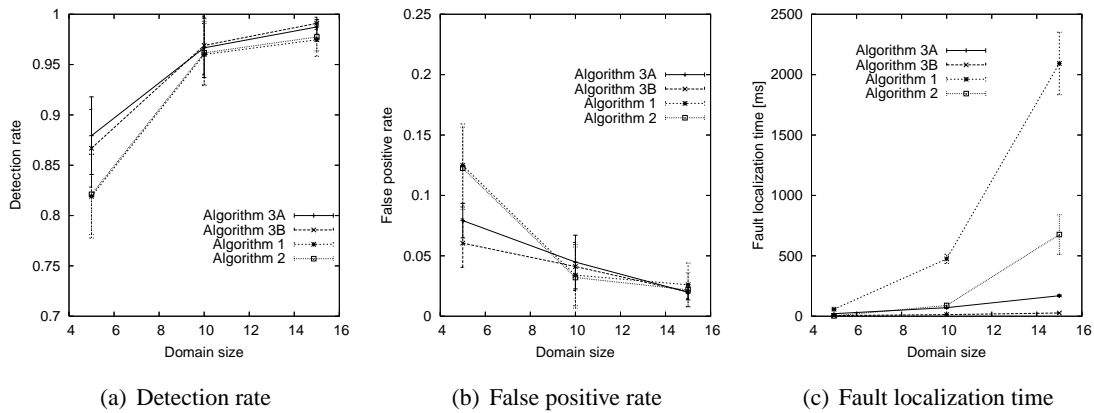 1
0.95
0.9
0.85
0.8
0.75
0.7
4 6 8 10 12 14 16
Detection rate
Domain size
Algorithm 3A
Algorithm 3B
Algorithm 1
Algorithm 2
(a) Detection rate
0.25
0.2
0.15
0.1
0.05
0
4 6 8 10 12 14 16
False positive rate
Domain size
Algorithm 3A
Algorithm 3B
Algorithm 1
Algorithm 2
(b) False positive rate
2500
2000
1500
1000
500
0
4 6 8 10 12 14 16
Fault localization time [ms]
Domain size
Algorithm 3A
Algorithm 3B
Algorithm 1
Algorithm 2
(c) Fault localization time